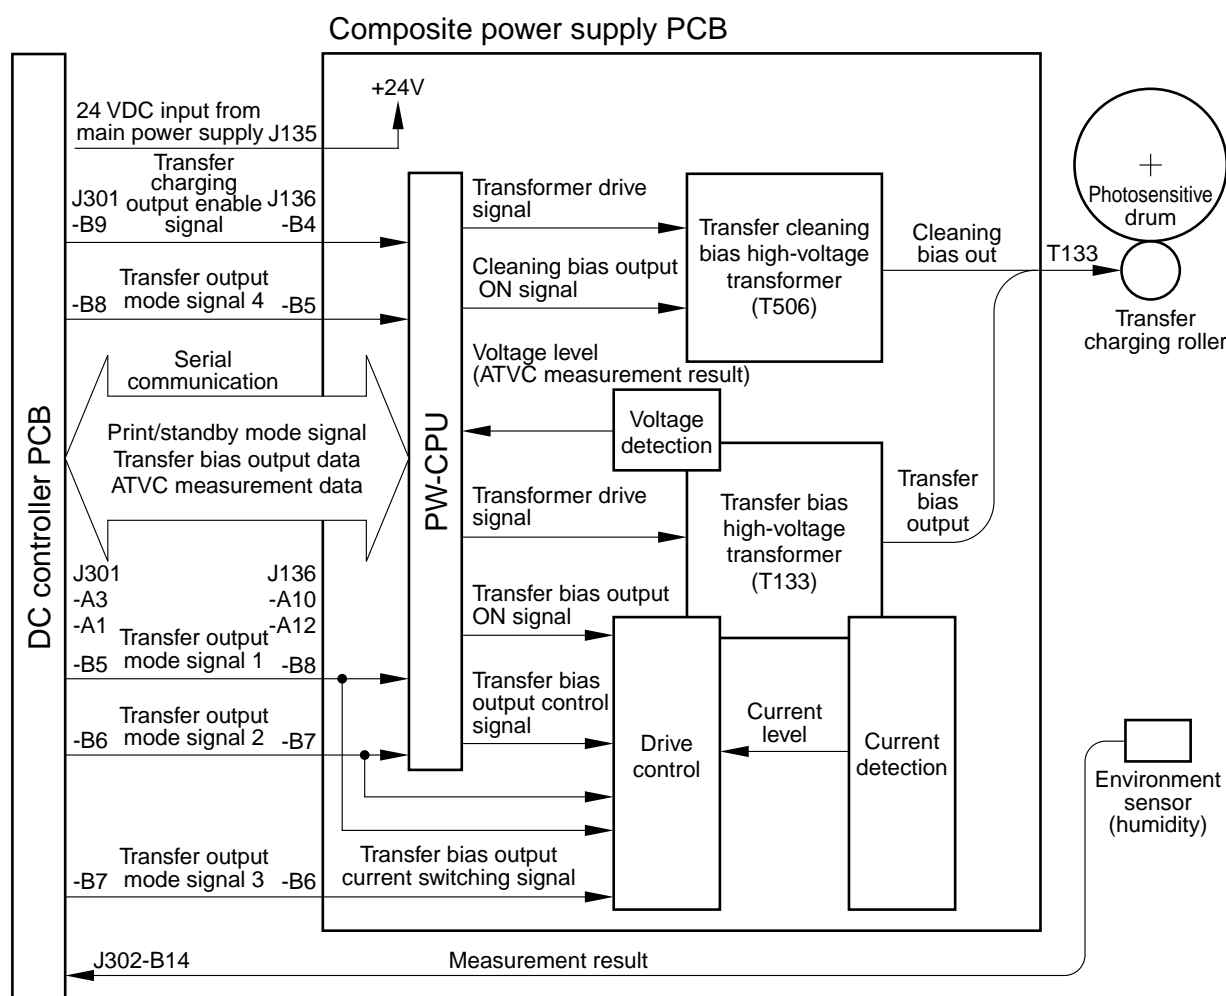 Composite power supply PCB
DC controller PCB
24 VDC input from
main power supply J135
+24V
Transfer
charging
output enable
signal
J301
-B9
J136
-B4
Transfer output
mode signal 4
-B8
-B5
Serial
communication
Print/standby mode signal
Transfer bias output data
ATVC measurement data
J301
-A3
-A1
J136
-A10
-A12
Transfer output
mode signal 1
-B5
-B8
Transfer output
mode signal 2
-B6
-B7
Transfer output
mode signal 3
-B7
-B6
PW-CPU
Transformer drive
signal
Cleaning bias output
ON signal
Voltage level
(ATVC measurement result)
Transformer drive
signal
Transfer bias output
ON signal
Transfer bias
output control
signal
Transfer bias output
current switching signal
Transfer cleaning
bias high-voltage
transformer
(T506)
Voltage
detection
Transfer bias
high-voltage
transformer
(T133)
Drive
control
Current
level
Current
detection
Cleaning
bias out
Transfer
bias
output
T133
Photosensitive
drum
Transfer
charging roller
Environment
sensor
(humidity)
J302-B14
Measurement result